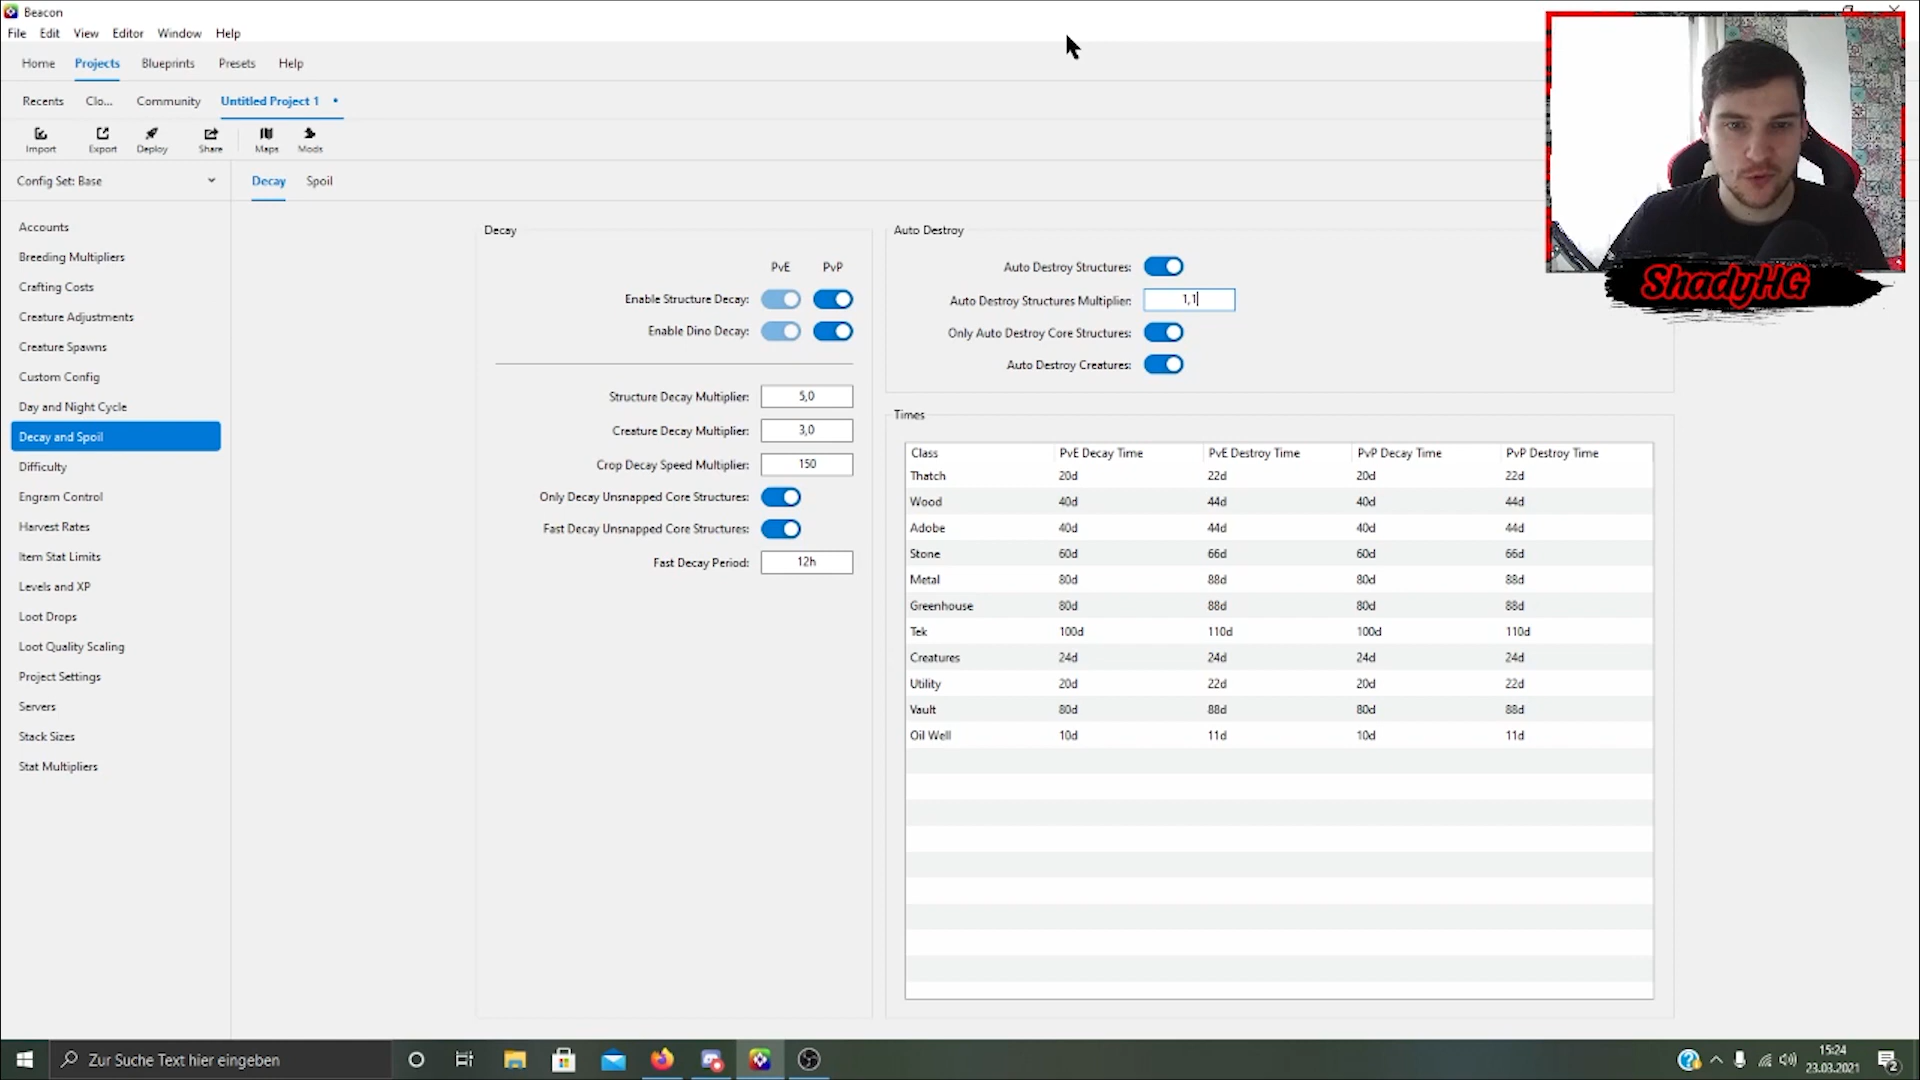 Beacon
File Edit View Editor Window Help
Home Projects Blueprints Presets Help
Recents Clo... Community Untitled Project 1 •
Import Export Deploy Share Maps Mods
Config Set: Base
Decay Spoil
Accounts
Breeding Multipliers
Crafting Costs
Creature Adjustments
Creature Spawns
Custom Config
Day and Night Cycle
Decay and Spoil
Difficulty
Engram Control
Harvest Rates
Item Stat Limits
Levels and XP
Loot Drops
Loot Quality Scaling
Project Settings
Servers
Stack Sizes
Stat Multipliers
Decay
PvE PvP
Enable Structure Decay:
Enable Dino Decay:
Structure Decay Multiplier: 5,0
Creature Decay Multiplier: 3,0
Crop Decay Speed Multiplier: 150
Only Decay Unsnapped Core Structures:
Fast Decay Unsnapped Core Structures:
Fast Decay Period: 12h
Auto Destroy
Auto Destroy Structures:
Auto Destroy Structures Multiplier: 1,1
Only Auto Destroy Core Structures:
Auto Destroy Creatures:
Times
Class PvE Decay Time PvE Destroy Time PvP Decay Time PvP Destroy Time
Thatch 20d 22d 20d 22d
Wood 40d 44d 40d 44d
Adobe 40d 44d 40d 44d
Stone 60d 66d 60d 66d
Metal 80d 88d 80d 88d
Greenhouse 80d 88d 80d 88d
Tek 100d 110d 100d 110d
Creatures 24d 24d 24d 24d
Utility 20d 22d 20d 22d
Vault 80d 88d 80d 88d
Oil Well 10d 11d 10d 11d
ShadyHG
Zur Suche Text hier eingeben
15:24
23.03.2021
2